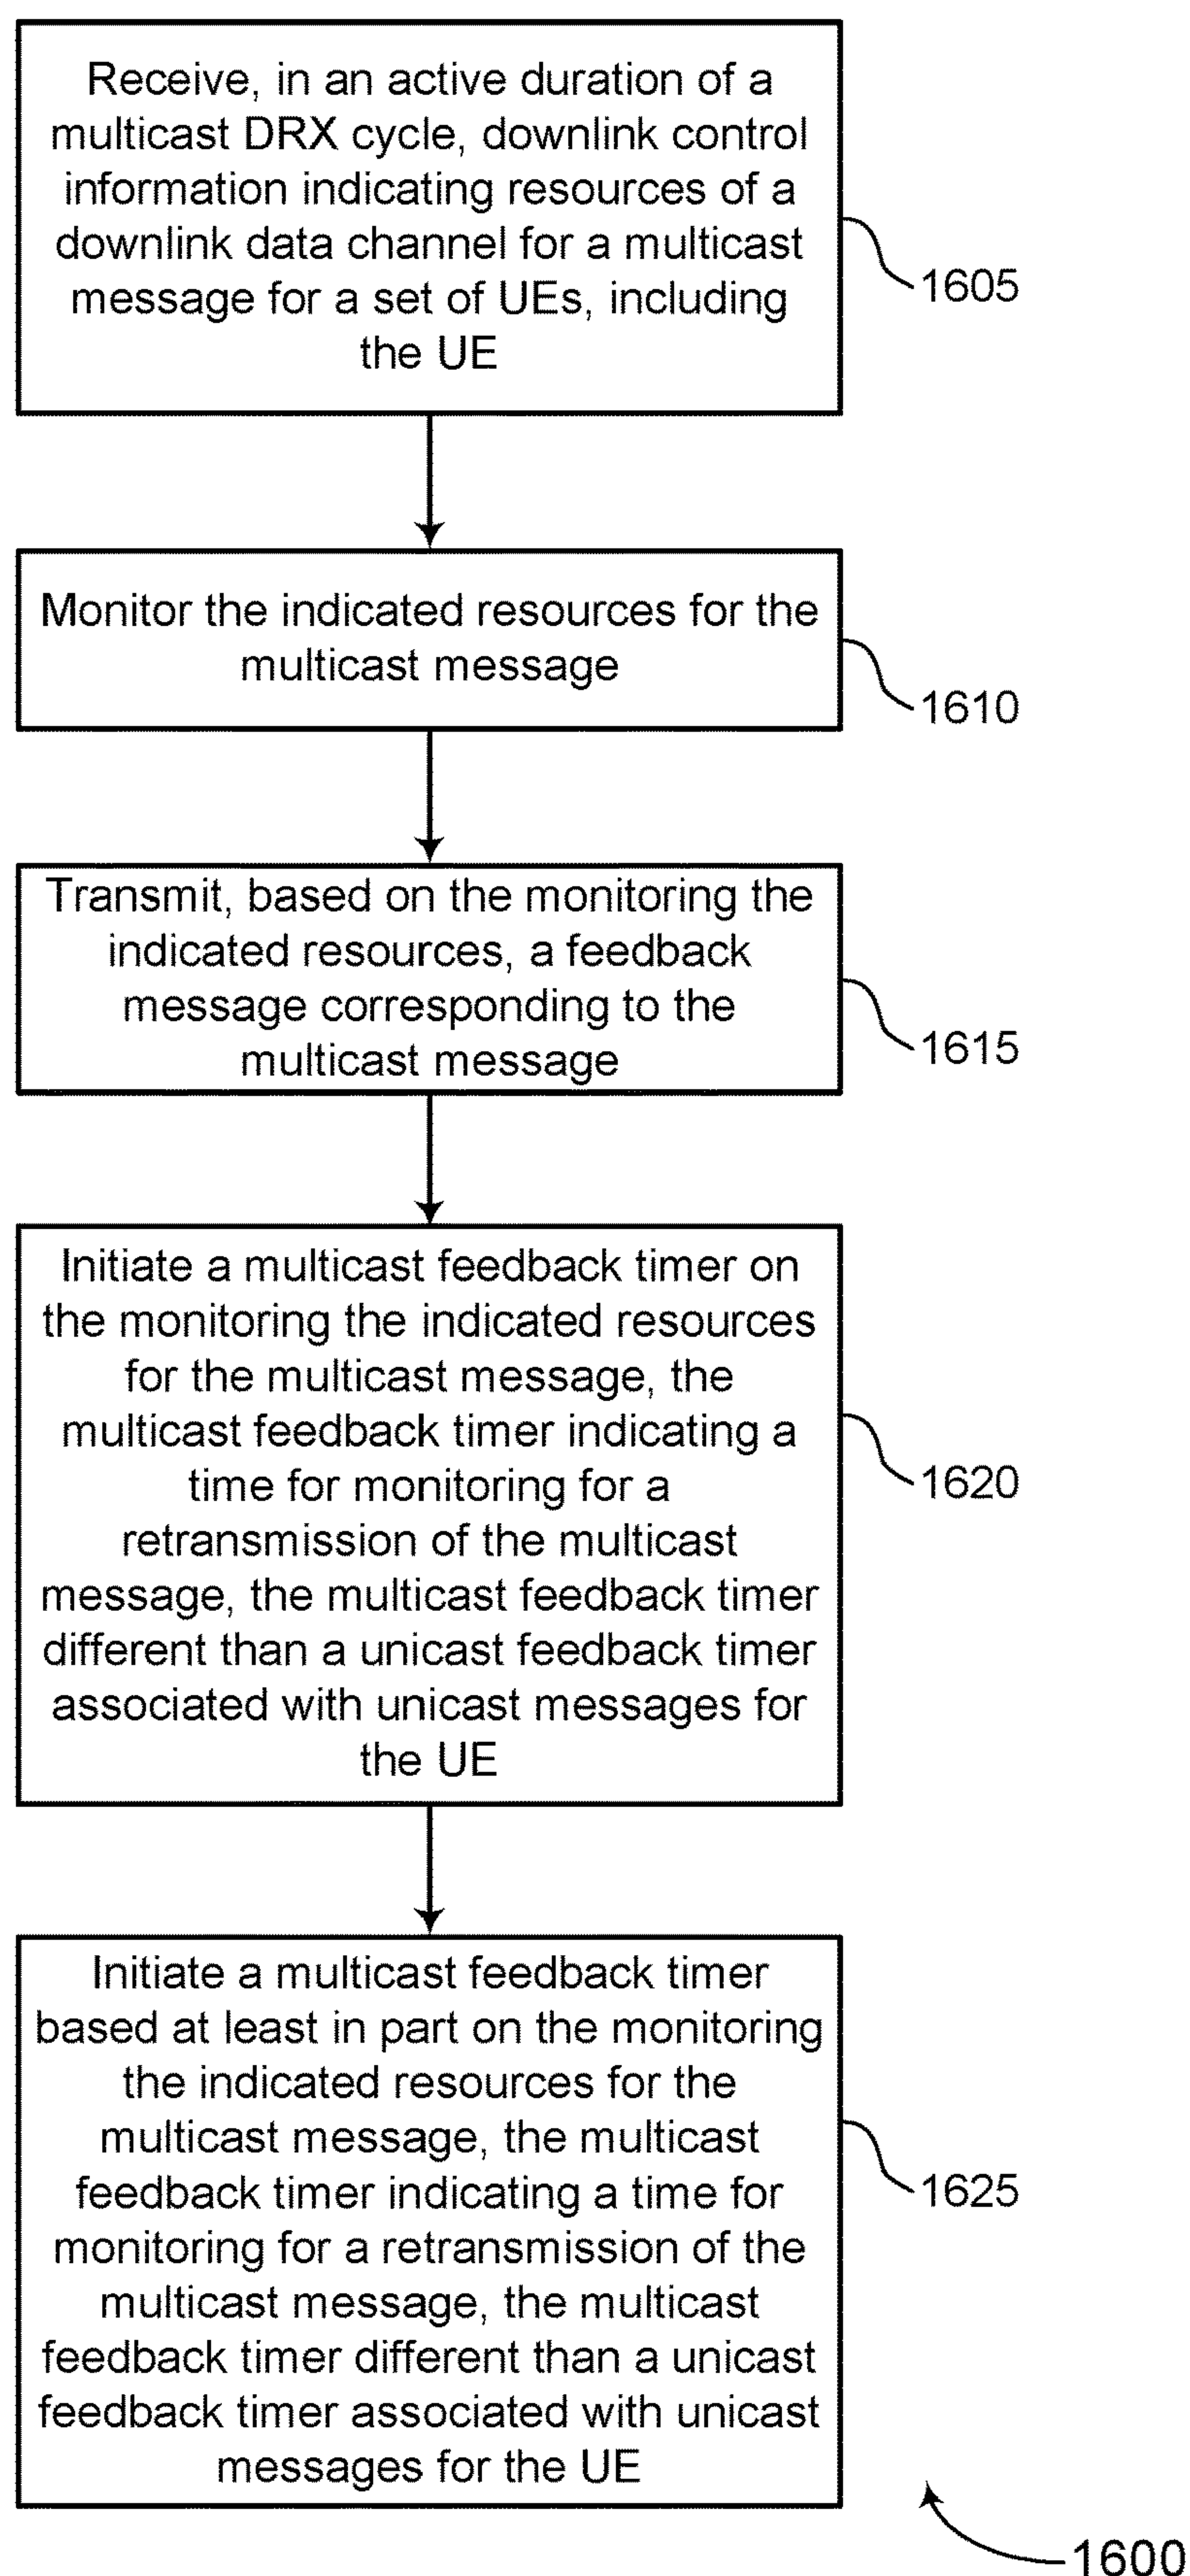 Receive, in an active duration of a
multicast DRX cycle, downlink control
information indicating resources of a
downlink data channel for a multicast
message for a set of UEs, including
the UE
1605
Monitor the indicated resources for the
multicast message
1610
Transmit, based on the monitoring the
indicated resources, a feedback
message corresponding to the
multicast message
1615
Initiate a multicast feedback timer on
the monitoring the indicated resources
for the multicast message, the
multicast feedback timer indicating a
time for monitoring for a
retransmission of the multicast
message, the multicast feedback timer
different than a unicast feedback timer
associated with unicast messages for
the UE
1620
Initiate a multicast feedback timer
based at least in part on the monitoring
the indicated resources for the
multicast message, the multicast
feedback timer indicating a time for
monitoring for a retransmission of the
multicast message, the multicast
feedback timer different than a unicast
feedback timer associated with unicast
messages for the UE
1625
1600